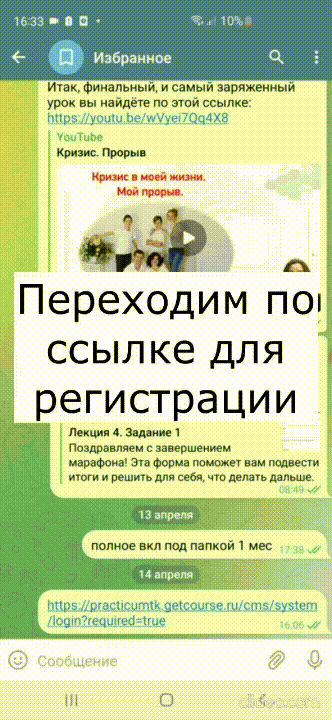 16:33
10%
Избранное
Итак, финальный, и самый заряженный
урок вы найдёте по этой ссылке:
https://youtu.be/wVyei7Qq4X8
YouTube
Кризис. Прорыв
Кризис в моей жизни.
Мой прорыв.
Переходим по
ссылке для
регистрации
Лекция 4. Задание 1
Поздравляем с завершением
марафона! Эта форма поможет вам подвести
итоги и решить для себя, что делать дальше.
08:49
13 апреля
полное вкл под папкой 1 мес 17:38
14 апреля
https://practicumtk.getcourse.ru/cms/system
/login?required=true
16:06
Сообщение
clideo.com